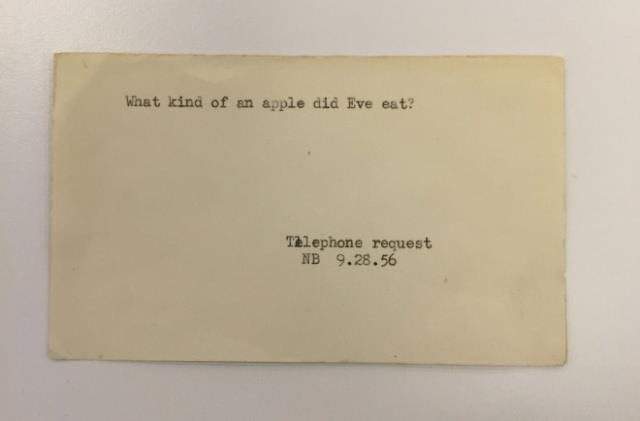 What kind of an apple did Eve eat?
Telephone request
NB 9.28.56